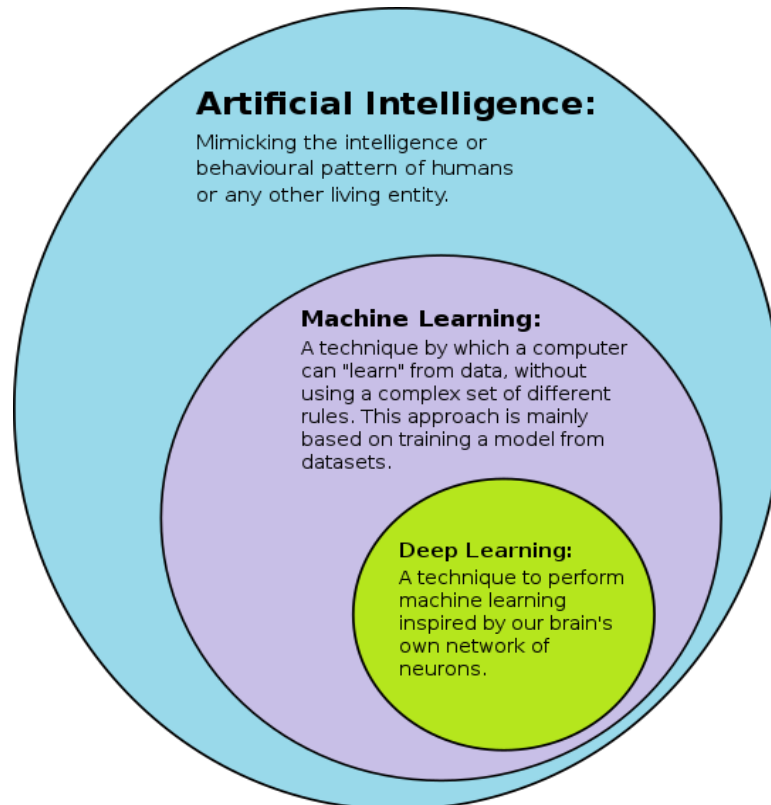 Artificial Intelligence:
Mimicking the intelligence or
behavioural pattern of humans
or any other living entity.
Machine Learning:
A technique by which a computer
can "learn" from data, without
using a complex set of different
rules. This approach is mainly
based on training a model from
datasets.
Deep Learning:
A technique to perform
machine learning
inspired by our brain's
own network of
neurons.